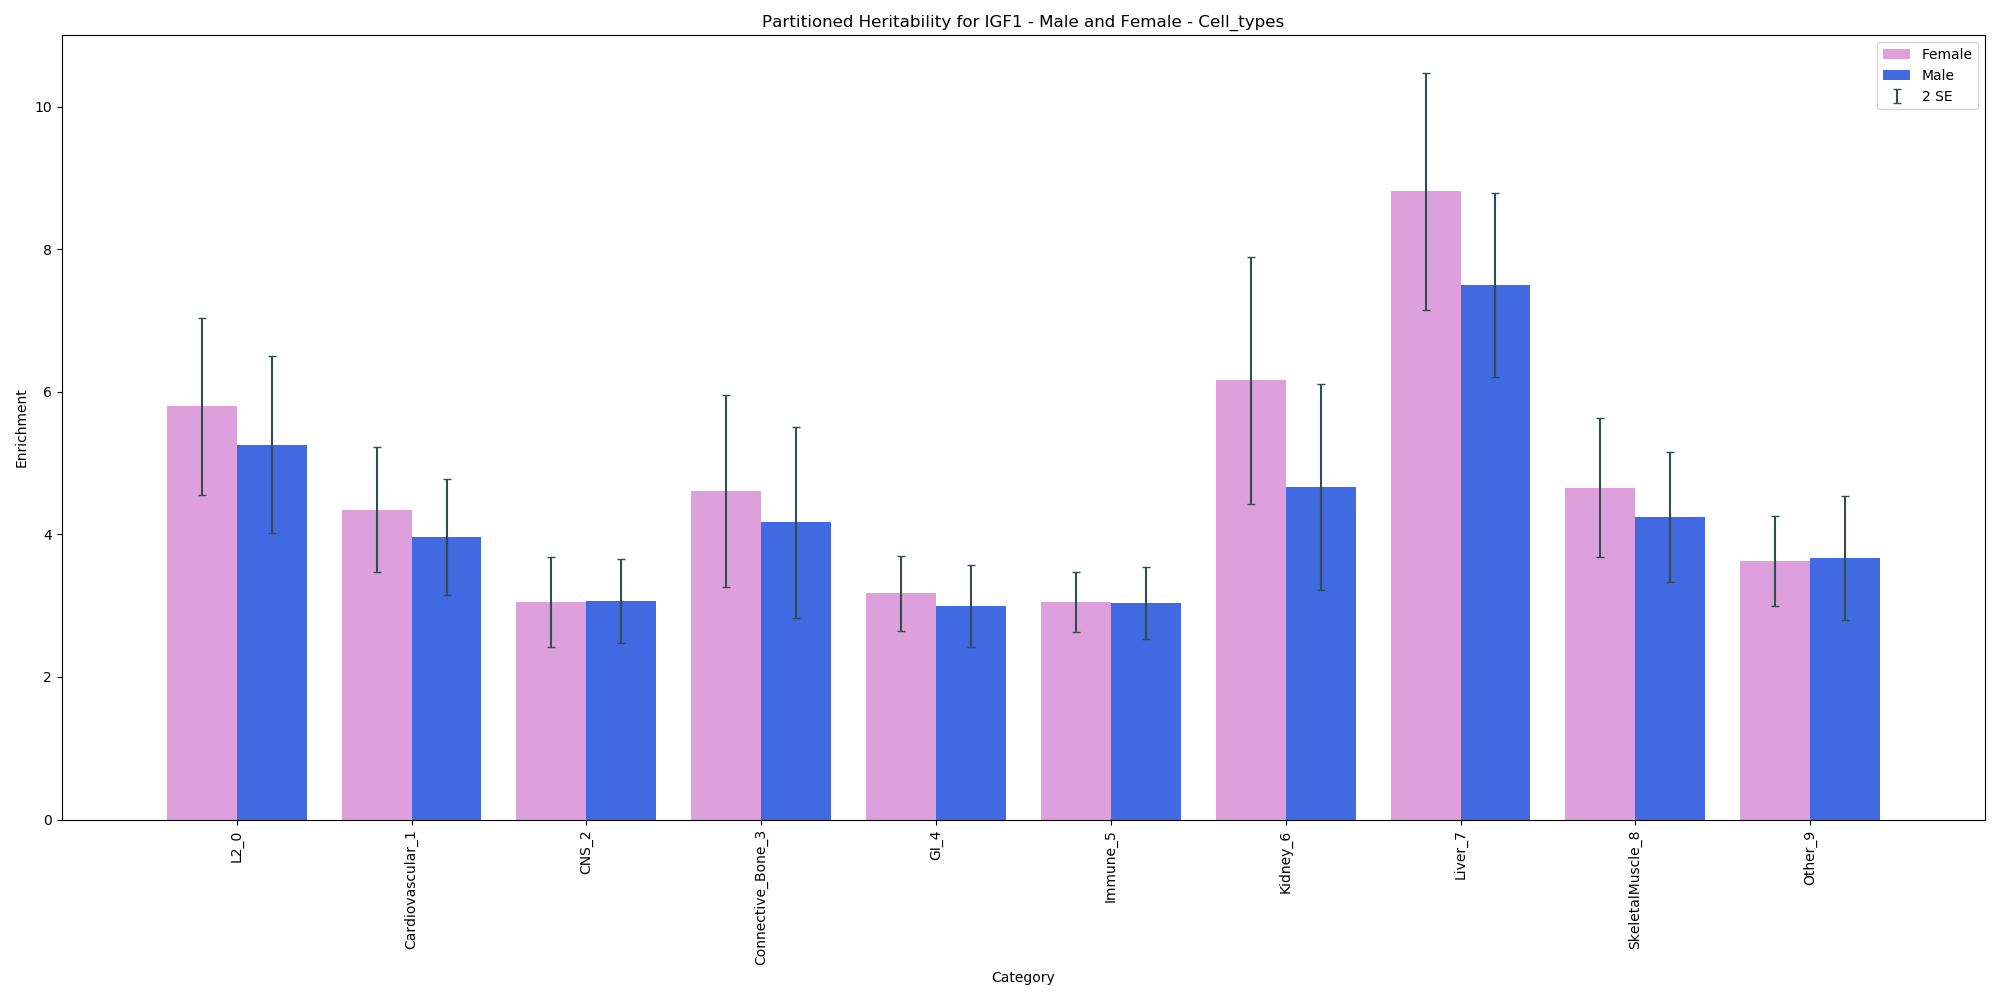 Partitioned Heritability for IGF1 - Male and Female - Cell_types
Female
Male
2 SE
Enrichment
10
8
6
4
2
0
L2_0
Cardiovascular_1
CNS_2
Connective_Bone_3
GI_4
Immune_5
Kidney_6
Liver_7
SkeletalMuscle_8
Other_9
Category